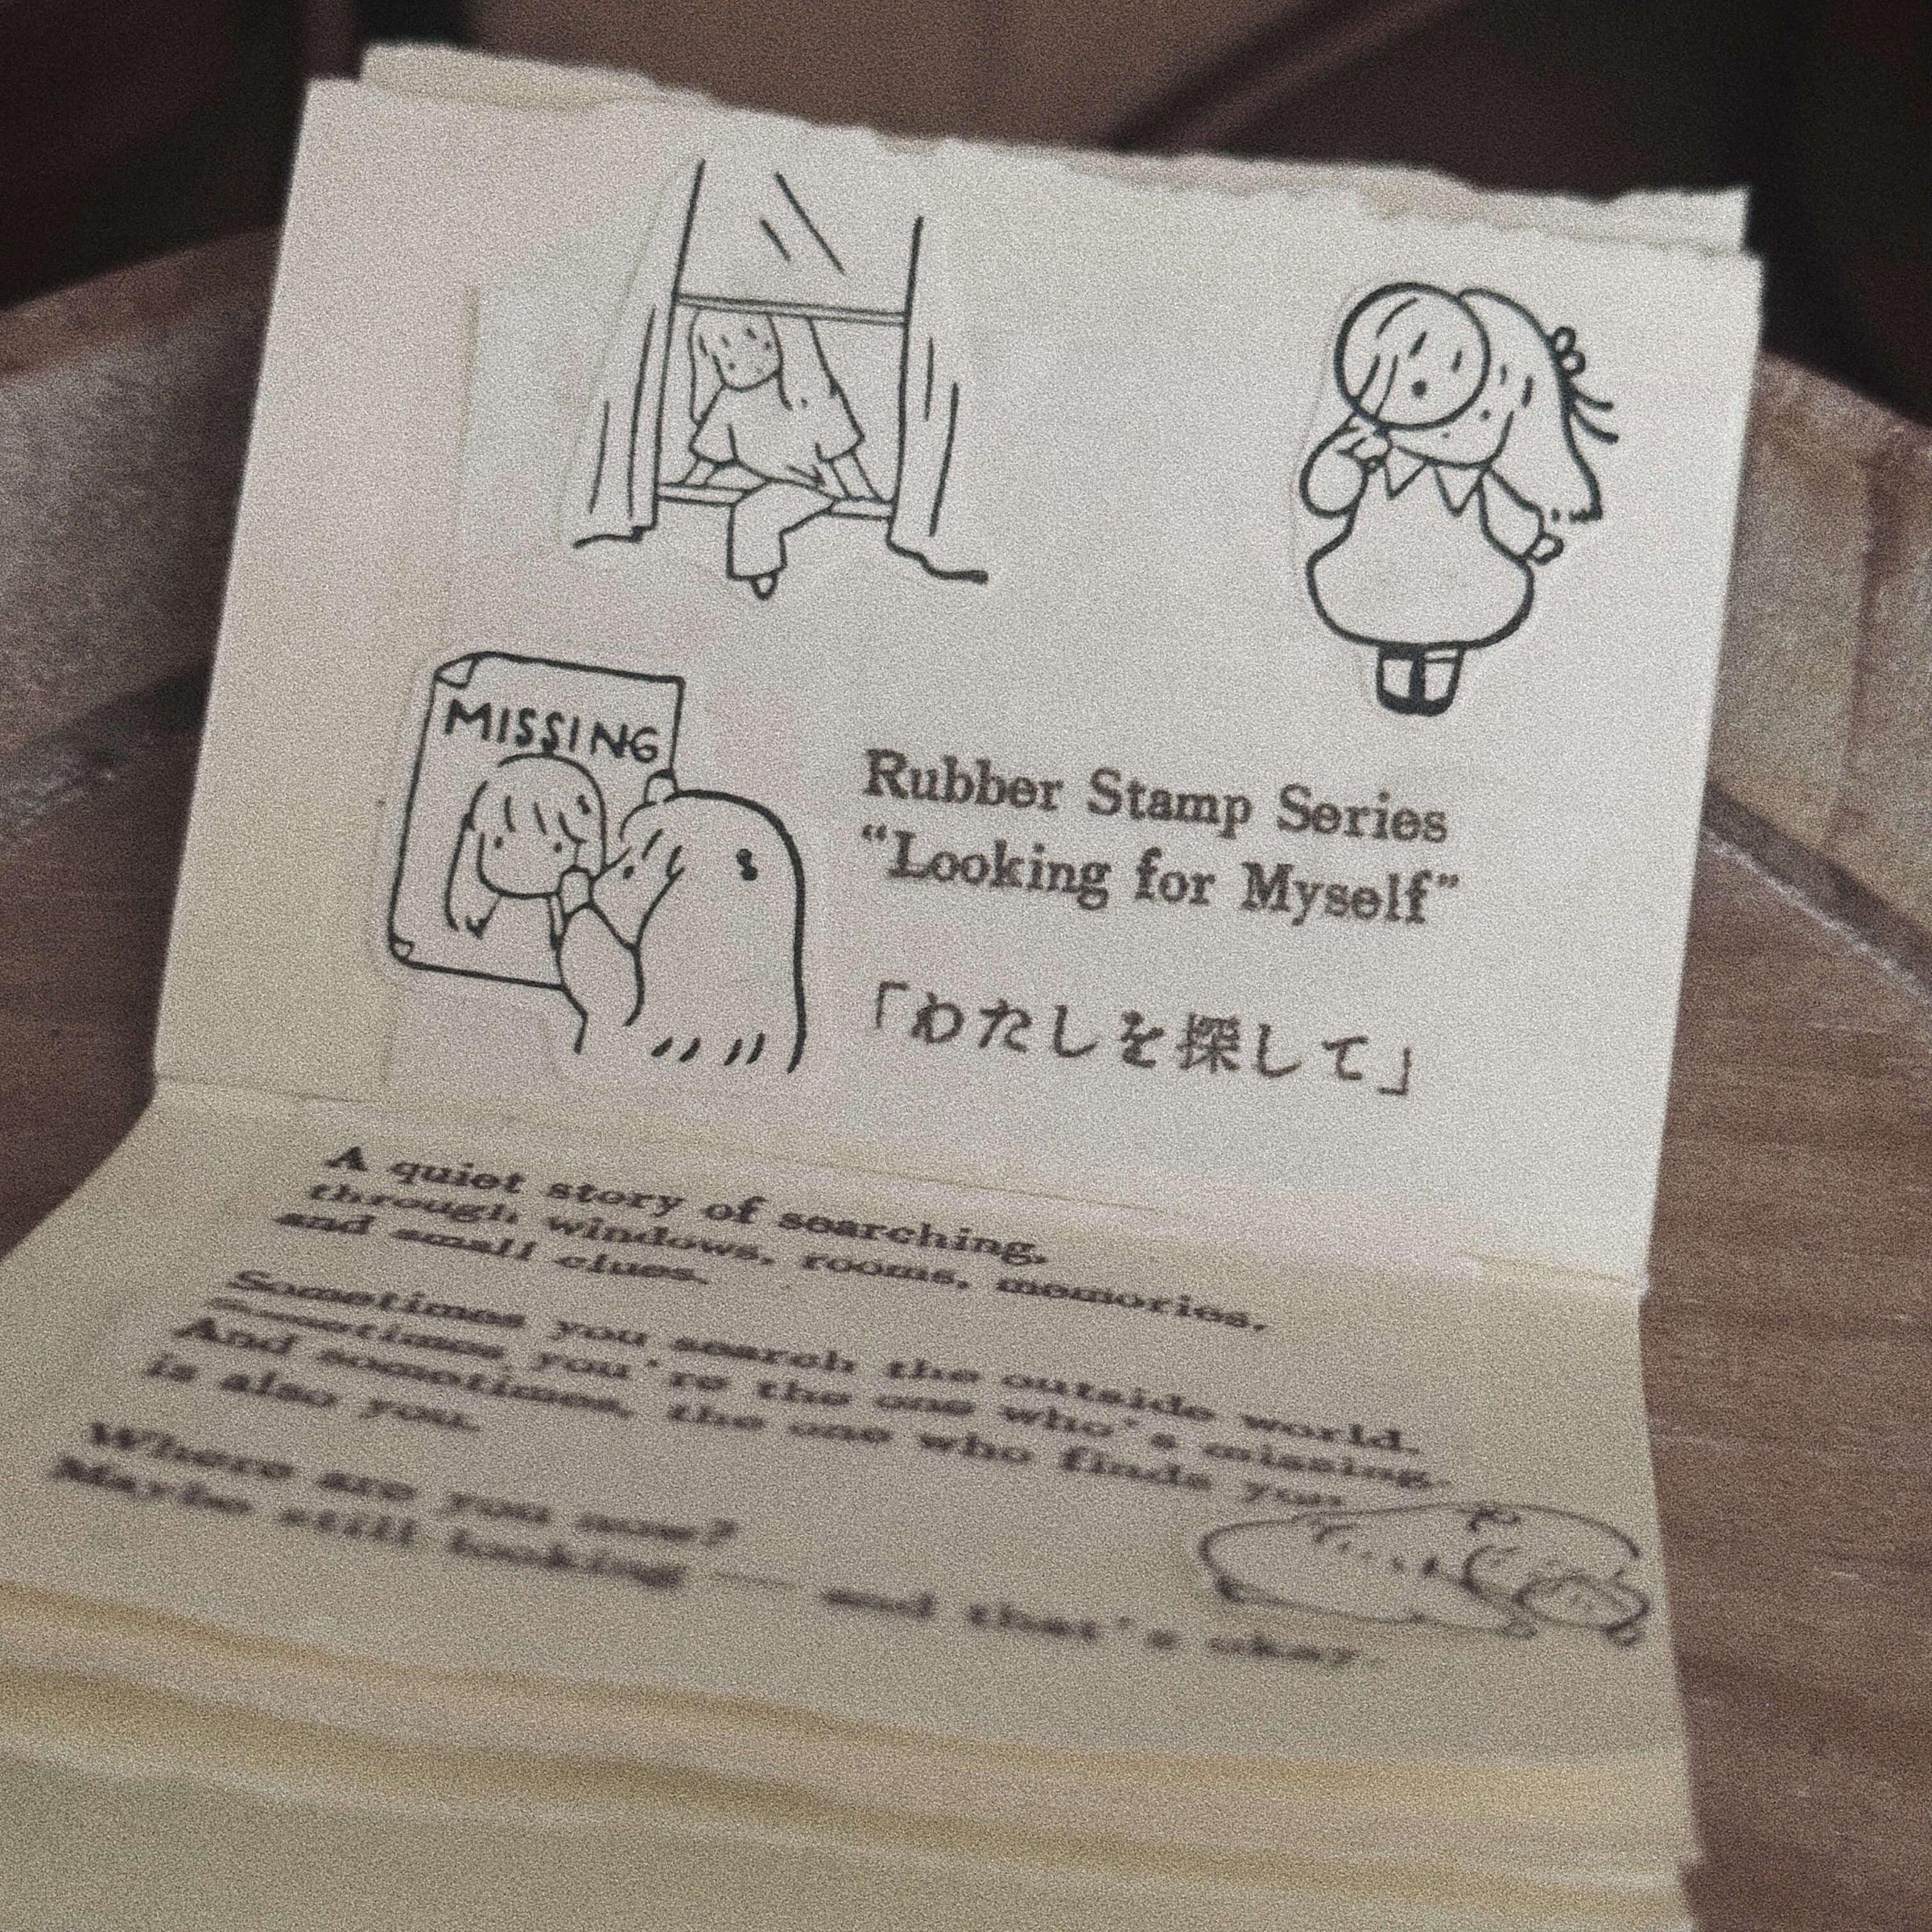 MISSING
Rubber Stamp Series
“Looking for Myself”
「わたしを探して」
A quiet story of searching,
through windows, rooms, memories,
and small clues.
Sometimes you search the outside world.
Sometimes, you're the one who's missing.
And sometimes, the one who finds you
is also you.
Where are you now?
Maybe still looking — and that's okay.